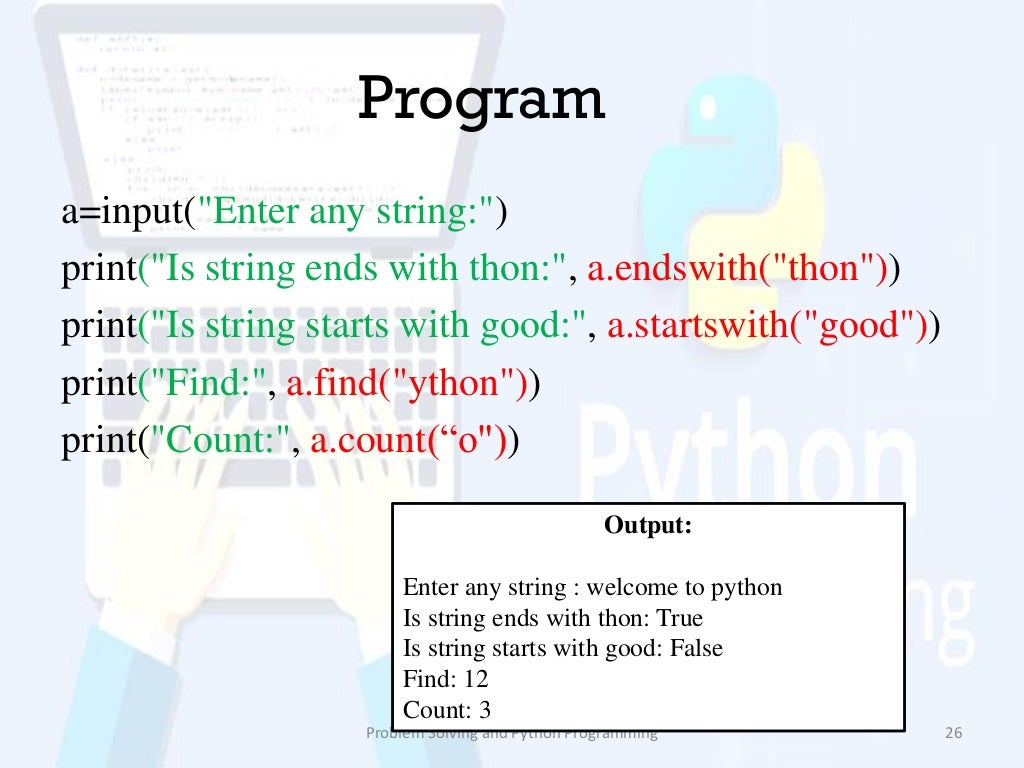 Program
a=input("Enter any string:")
print("Is string ends with thon:", a.endswith("thon"))
print("Is string starts with good:", a.startswith("good"))
print("Find:", a.find("ython"))
print("Count:", a.count(“o"))
Python
ng
Output:
Enter any string : welcome to python
Is string ends with thon: True
Is string starts with good: False
Find: 12
Count: 3
Problem Solving and Python Programming
26